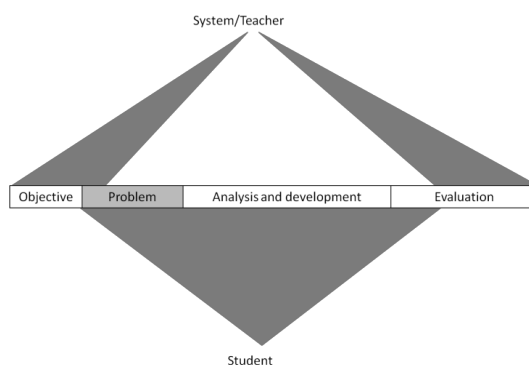 System/Teacher
Objective Problem Analysis and development Evaluation
Student